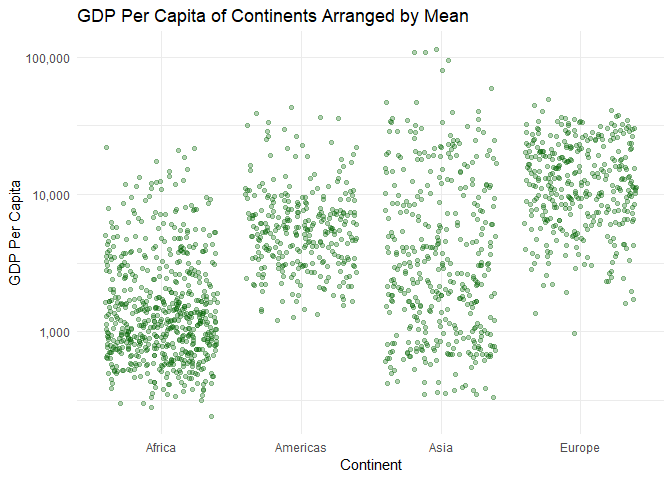 GDP Per Capita of Continents Arranged by Mean
100,000
10,000
1,000
GDP Per Capita
Africa Americas Asia Europe
Continent